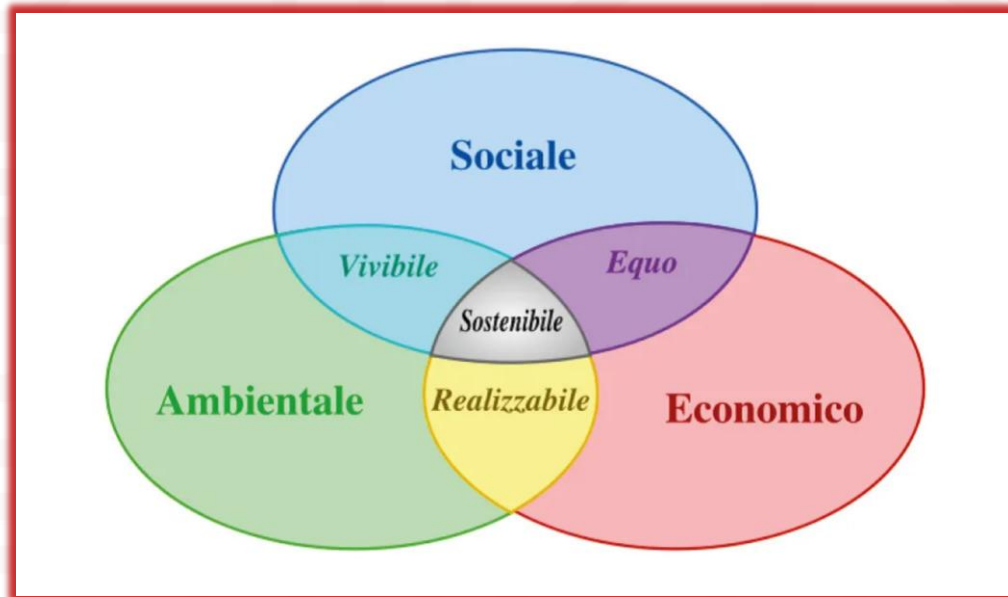 Sociale
Vivibile
Equo
Sostenibile
Ambientale
Realizzabile
Economico